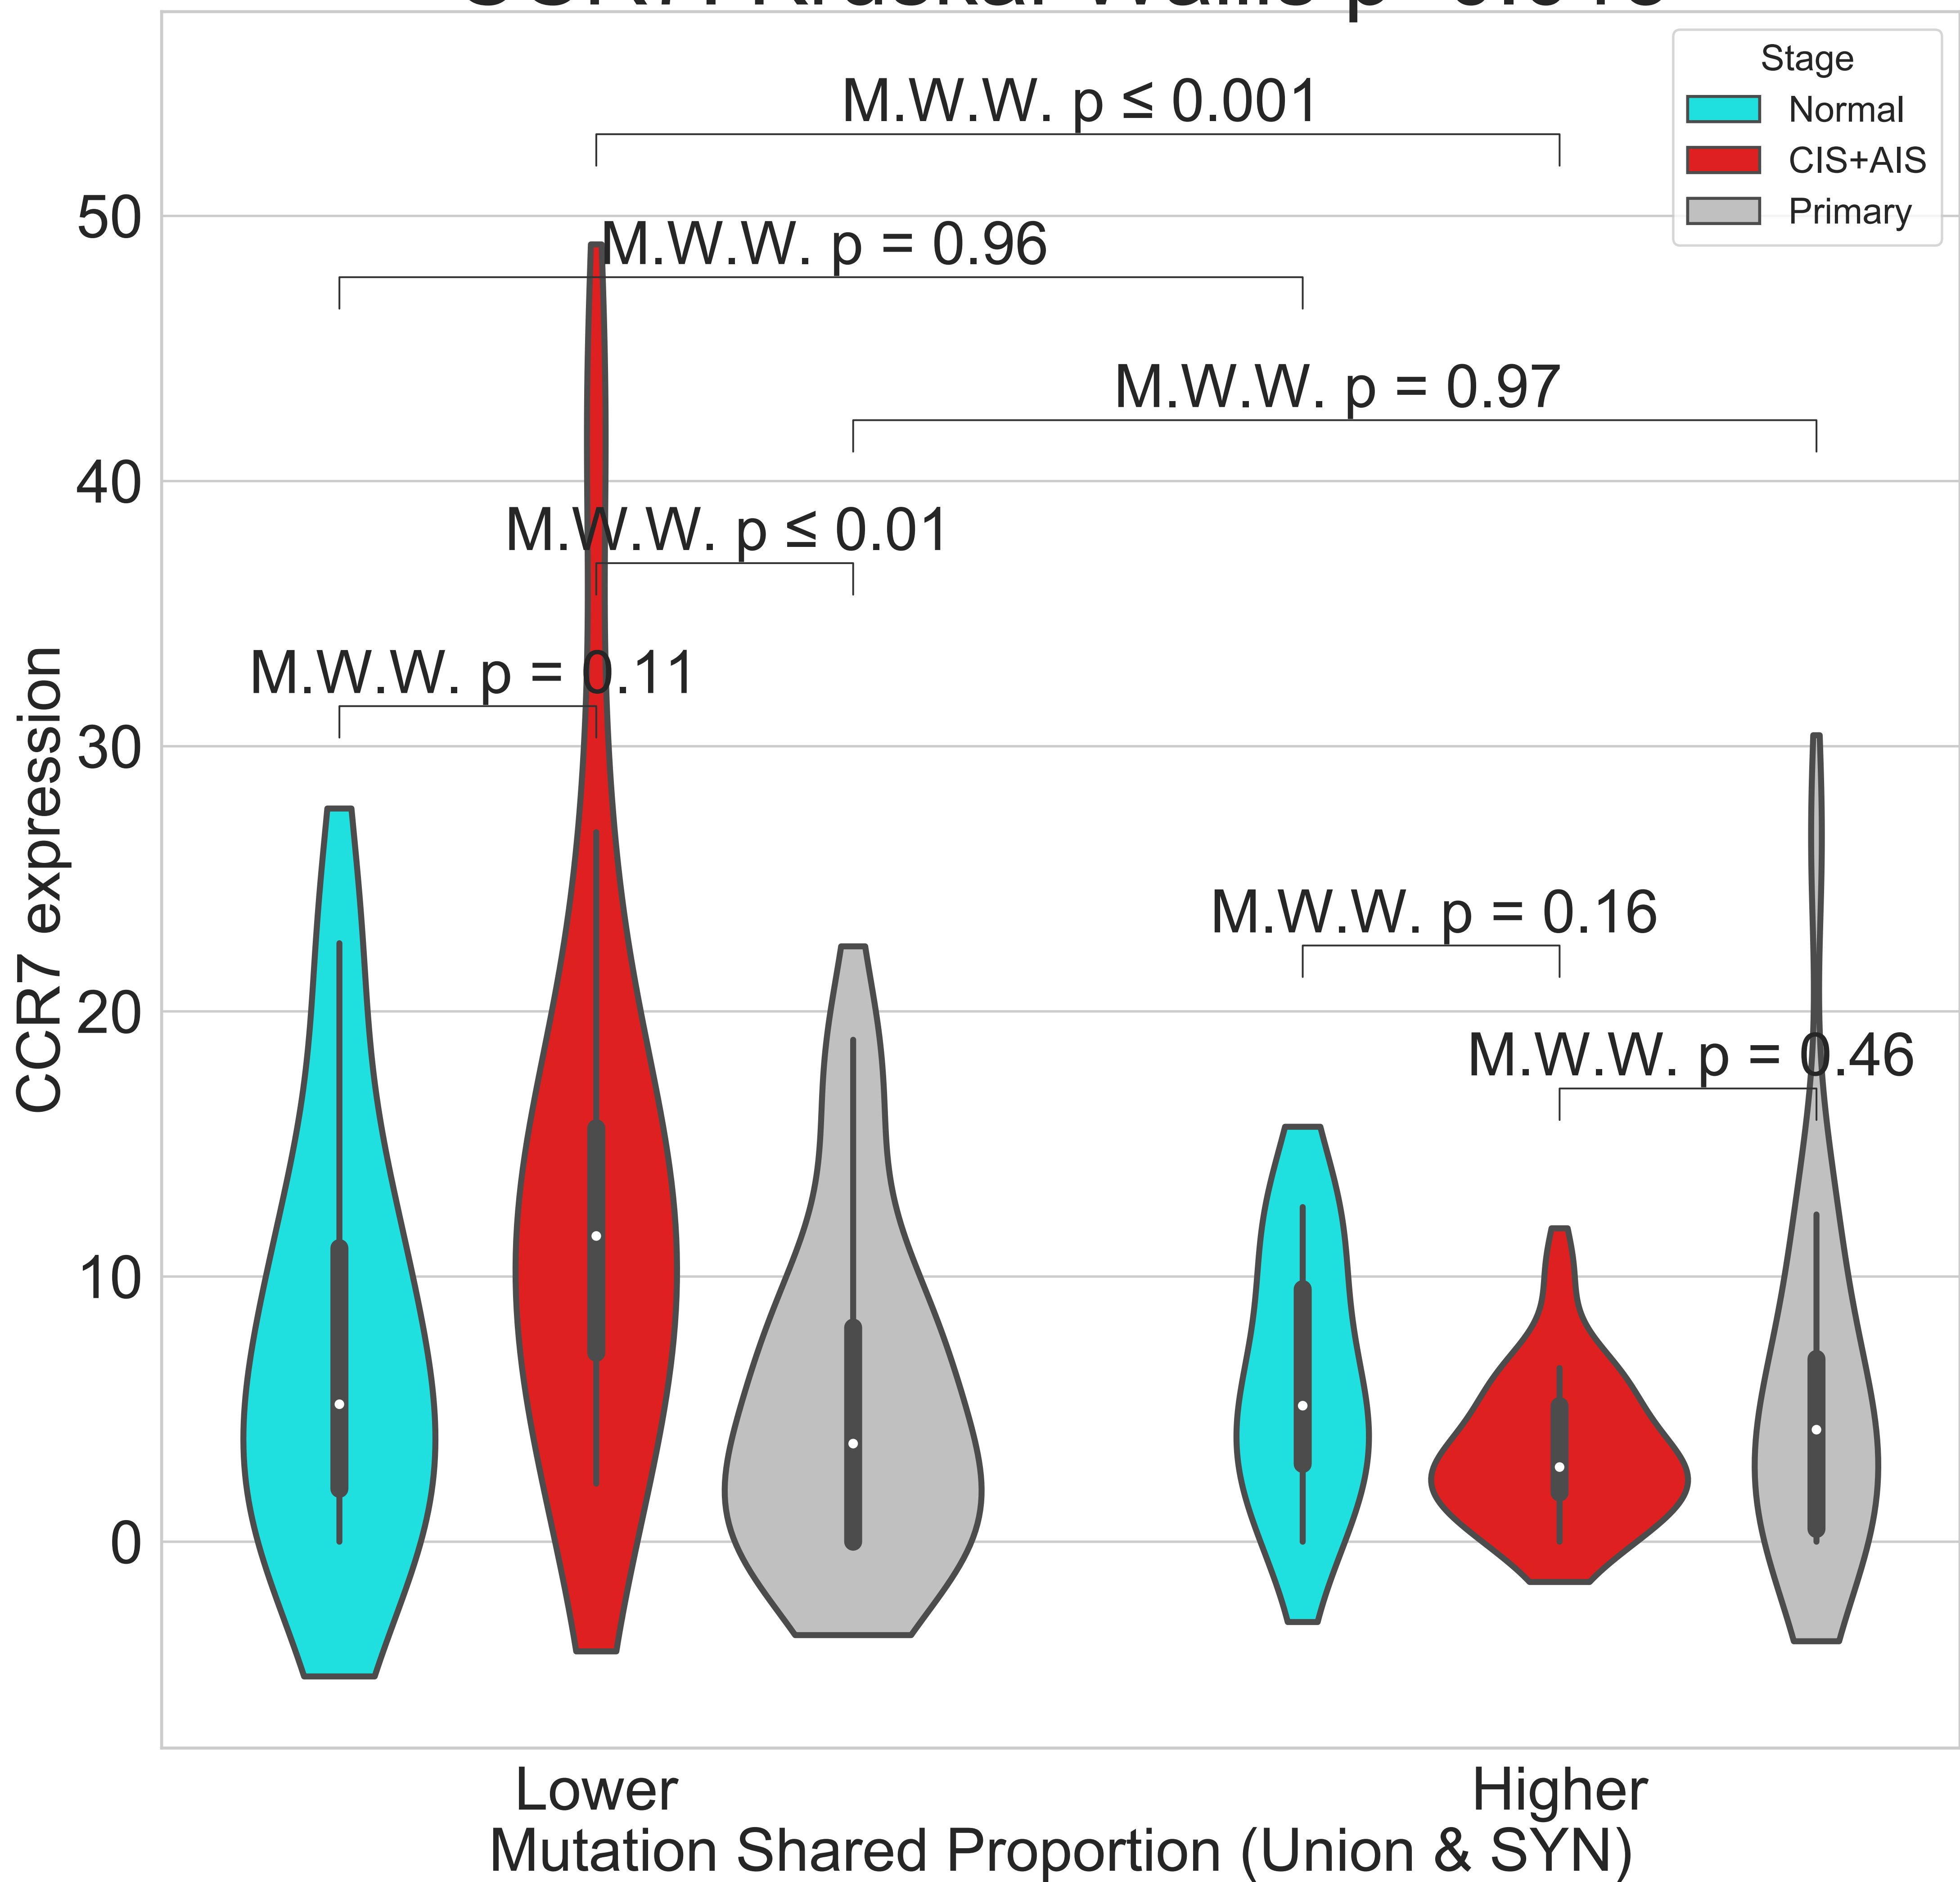 Stage
Normal
CIS+AIS
Primary
M.W.W. p ≤ 0.001
M.W.W. p = 0.96
M.W.W. p = 0.97
M.W.W. p ≤ 0.01
M.W.W. p = 0.11
M.W.W. p = 0.16
M.W.W. p = 0.46
50
40
30
20
10
0
CCR7 expression
Lower
Higher
Mutation Shared Proportion (Union & SYN)